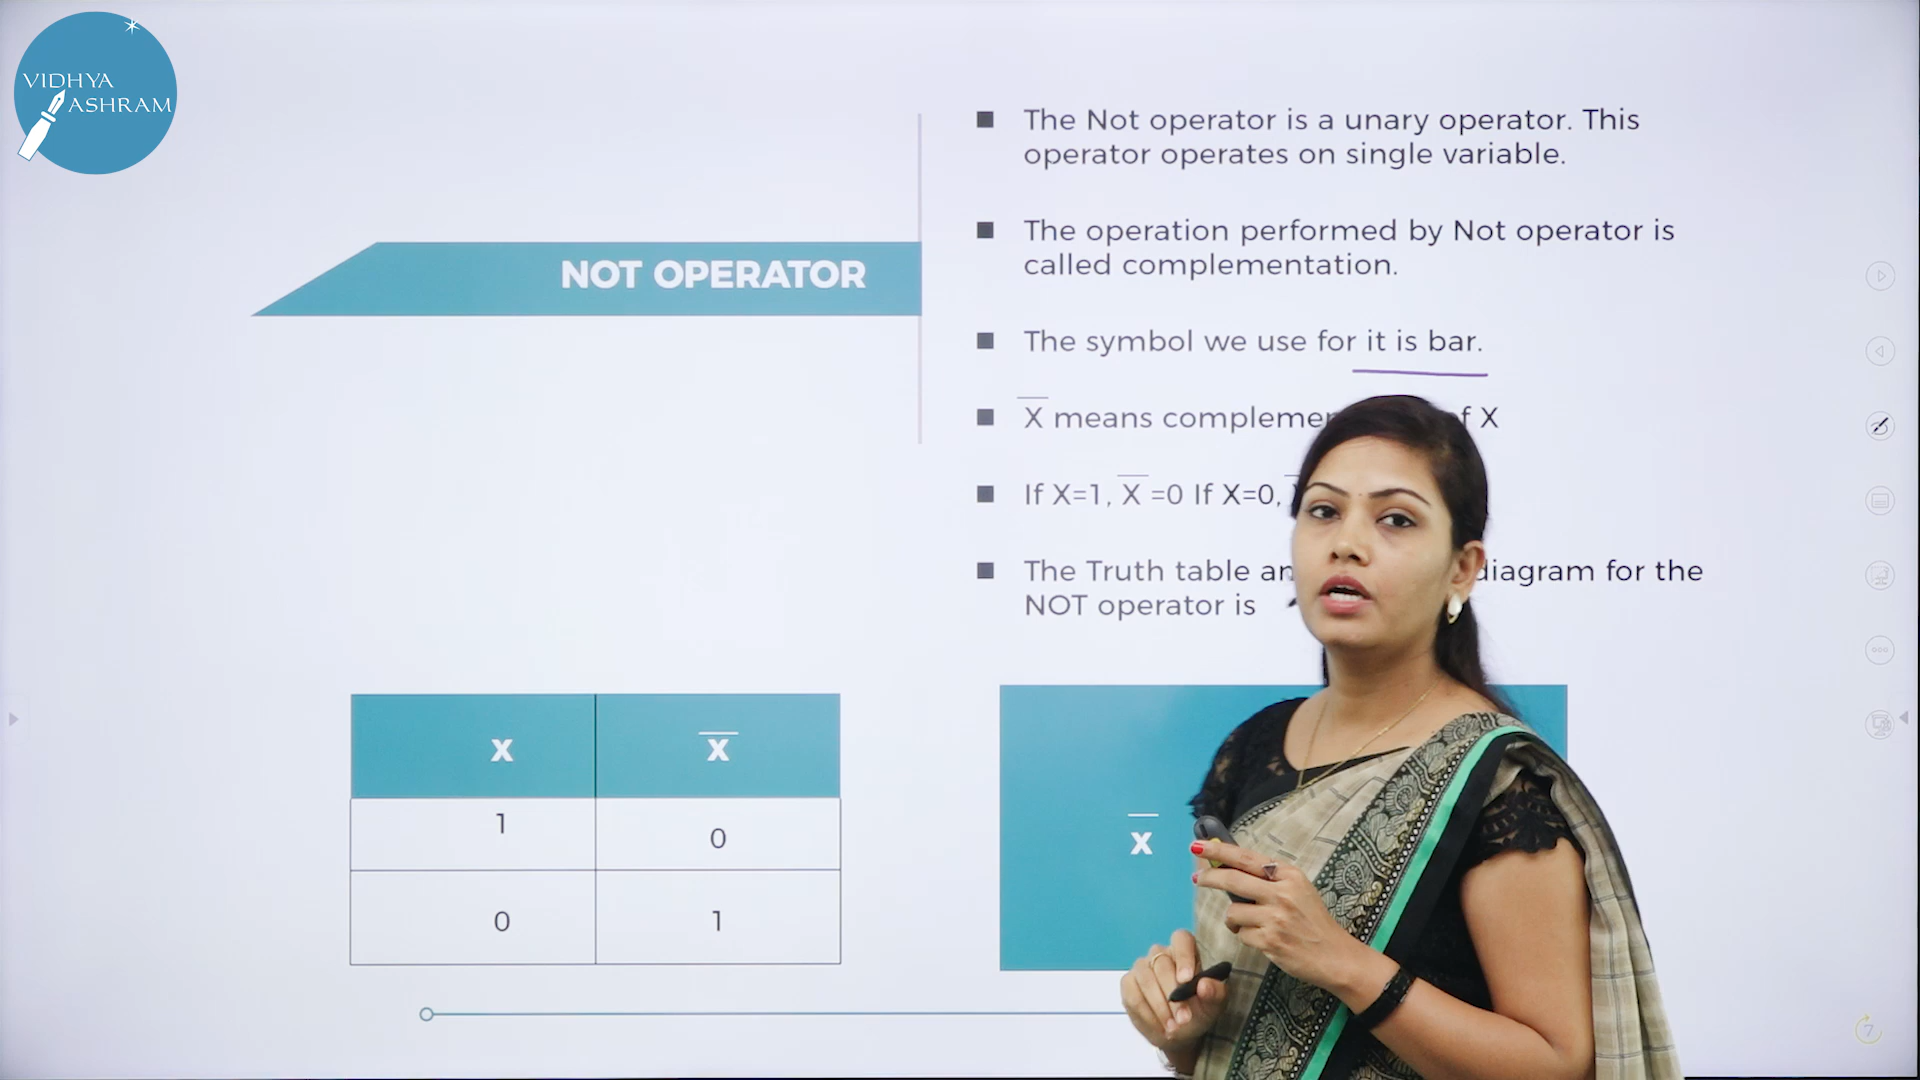 VIDHYA
ASHRAM
NOT OPERATOR
■ The Not operator is a unary operator. This
operator operates on single variable.
■ The operation performed by Not operator is
called complementation.
■ The symbol we use for it is bar.
■ X̅ means X
■ If X=1, X̅ =0 If X=0,
■ The Truth table diagram for the
NOT operator is
X X̅
1 0
0 1
X̅
7